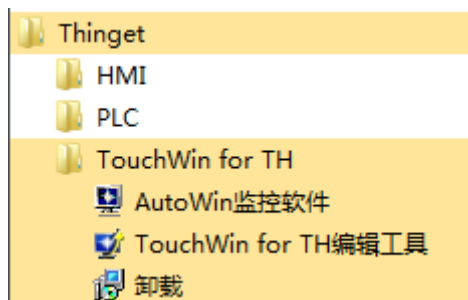 Thinget
HMI
PLC
TouchWin for TH
AutoWin监控软件
TouchWin for TH编辑工具
卸载